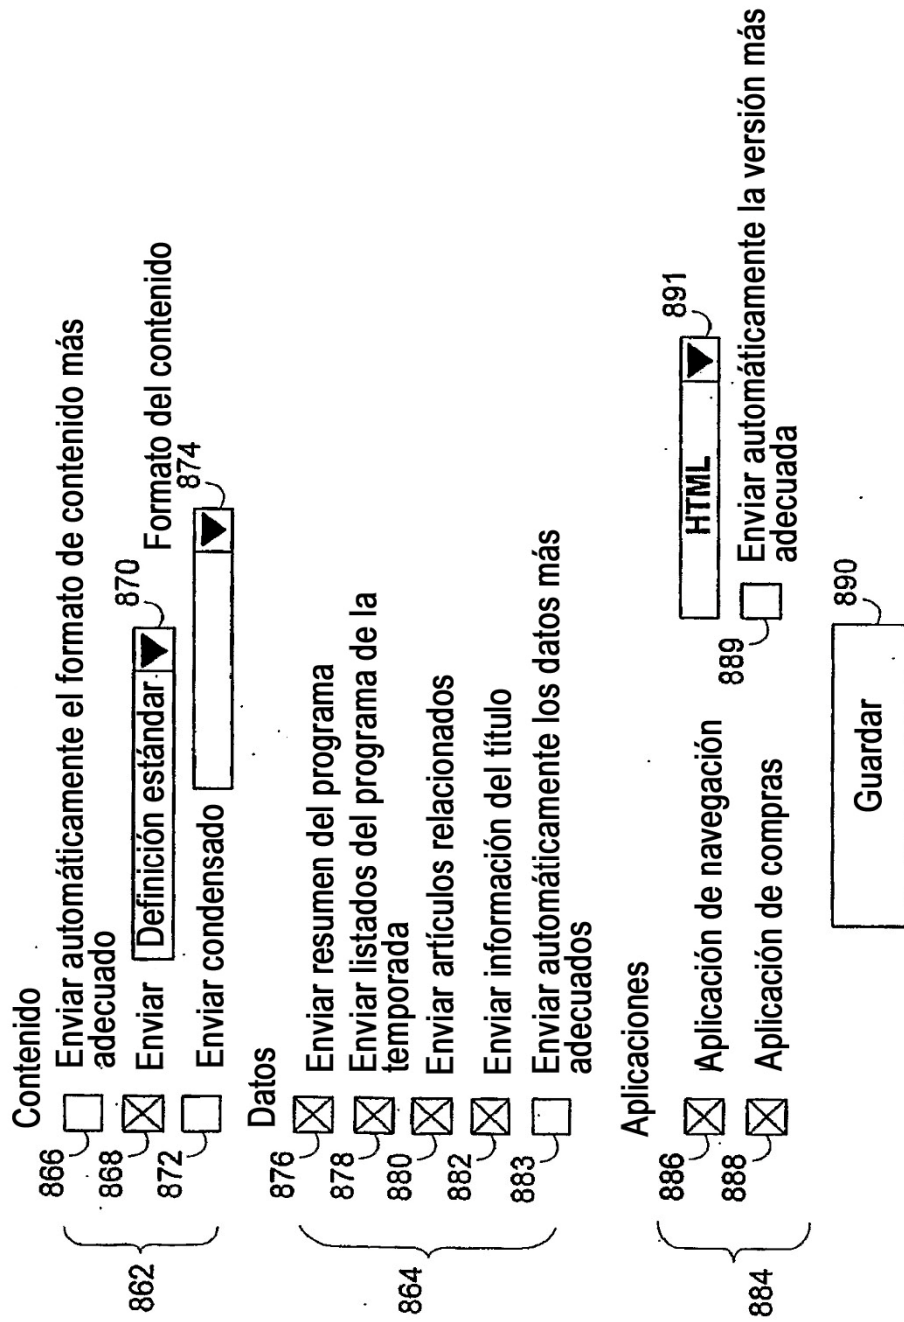 Contenido
866 Enviar automáticamente el formato de contenido más
adecuado
868 Enviar Definición estándar 870 Formato del contenido
872 Enviar condensado 874
862
Datos
876 Enviar resumen del programa
878 Enviar listados del programa de la
temporada
880 Enviar artículos relacionados
882 Enviar información del título
883 Enviar automáticamente los datos más
adecuados
864
Aplicaciones
886 Aplicación de navegación HTML 891
888 Aplicación de compras 889 Enviar automáticamente la versión más
adecuada
884
Guardar 890